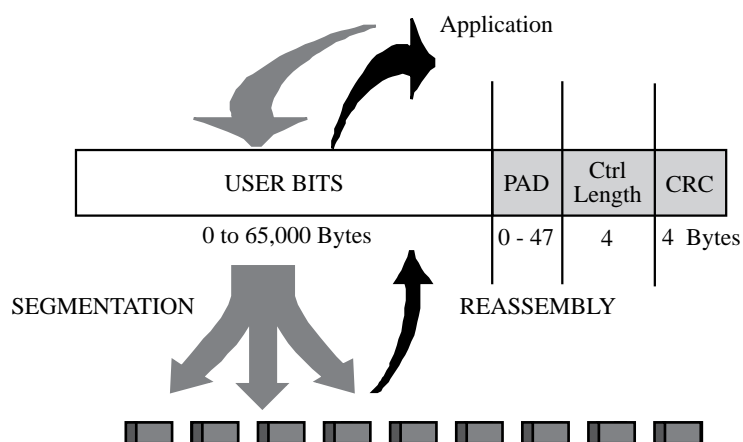 Application
USER BITS
PAD
Ctrl
Length
CRC
0 to 65,000 Bytes
0 - 47
4
4 Bytes
SEGMENTATION
REASSEMBLY